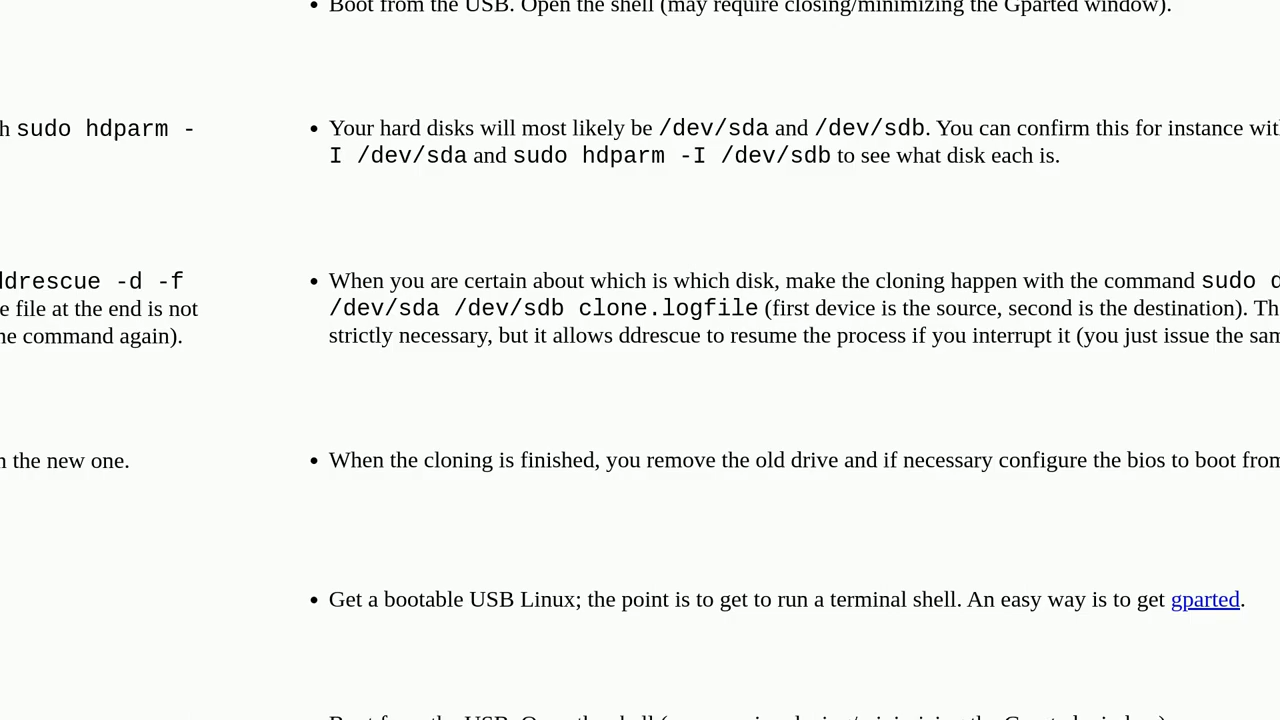 Boot from the USB. Open the shell (may require closing/minimizing the Gparted window).
h sudo hdparm -
Your hard disks will most likely be /dev/sda and /dev/sdb. You can confirm this for instance wit
I /dev/sda and sudo hdparm -I /dev/sdb to see what disk each is.
ddrescue -d -f
e file at the end is not
ne command again).
When you are certain about which is which disk, make the cloning happen with the command sudo d
/dev/sda /dev/sdb clone.logfile (first device is the source, second is the destination). Th
strictly necessary, but it allows ddrescue to resume the process if you interrupt it (you just issue the sam
n the new one.
When the cloning is finished, you remove the old drive and if necessary configure the bios to boot from
Get a bootable USB Linux; the point is to get to run a terminal shell. An easy way is to get gparted.